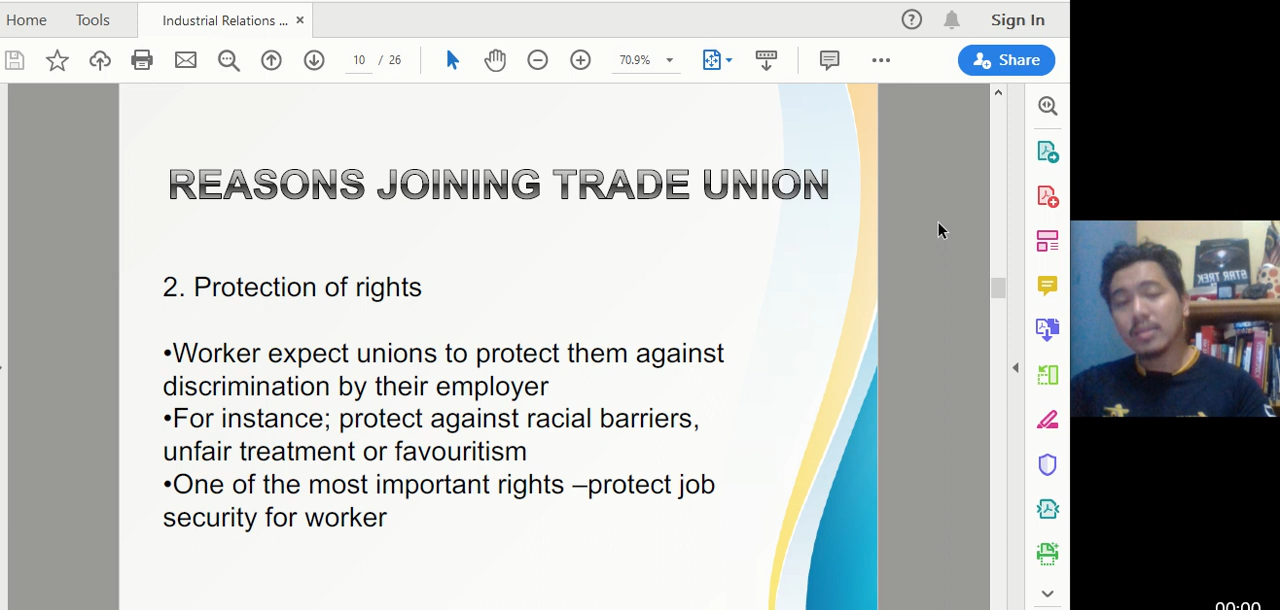 Home Tools Industrial Relations ... × Sign In
10 / 26 70.9% Share
REASONS JOINING TRADE UNION
2. Protection of rights
•Worker expect unions to protect them against
discrimination by their employer
•For instance; protect against racial barriers,
unfair treatment or favouritism
•One of the most important rights –protect job
security for worker
STAR TREK
00:00